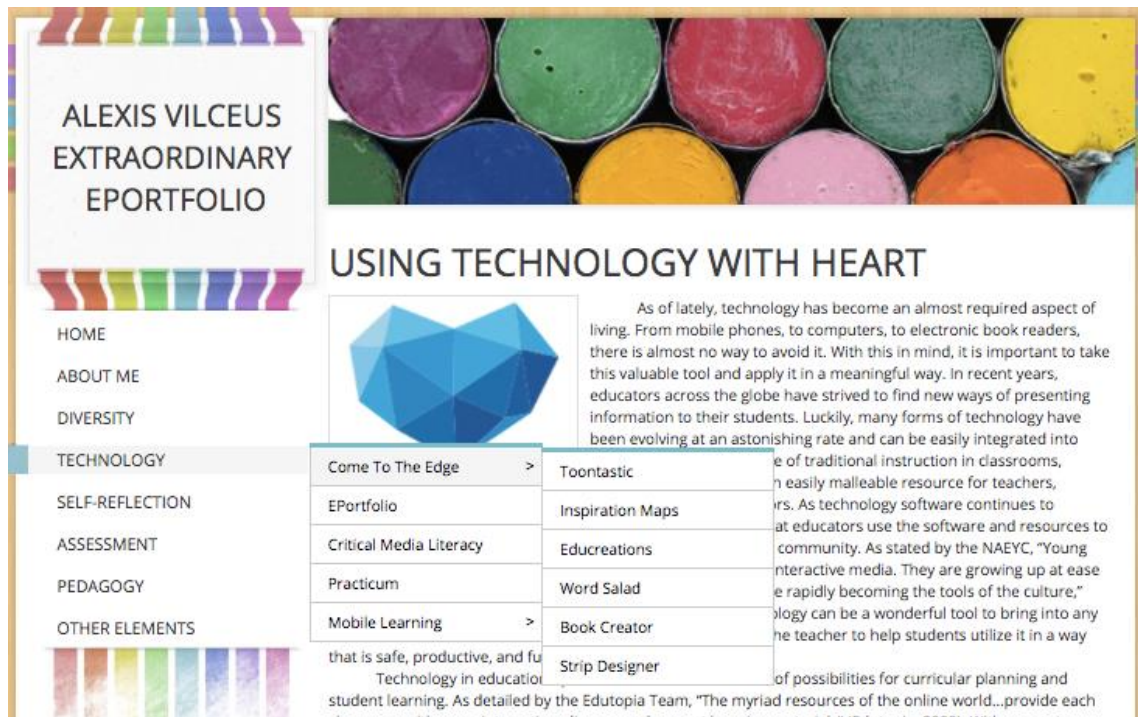 ALEXIS VILCEUS
EXTRAORDINARY
EPORTFOLIO
HOME
ABOUT ME
DIVERSITY
TECHNOLOGY
SELF-REFLECTION
ASSESSMENT
PEDAGOGY
OTHER ELEMENTS
Come To The Edge >
EPortfolio
Critical Media Literacy
Practicum
Mobile Learning >
Toontastic
Inspiration Maps
Educreations
Word Salad
Book Creator
Strip Designer
USING TECHNOLOGY WITH HEART
As of lately, technology has become an almost required aspect of
living. From mobile phones, to computers, to electronic book readers,
there is almost no way to avoid it. With this in mind, it is important to take
this valuable tool and apply it in a meaningful way. In recent years,
educators across the globe have strived to find new ways of presenting
information to their students. Luckily, many forms of technology have
been evolving at an astonishing rate and can be easily integrated into
of traditional instruction in classrooms,
easily malleable resource for teachers,
As technology software continues to
educators use the software and resources to
community. As stated by the NAEYC, “Young
interactive media. They are growing up at ease
rapidly becoming the tools of the culture,”
can be a wonderful tool to bring into any
teacher to help students utilize it in a way
that is safe, productive, and
Technology in education of possibilities for curricular planning and
student learning. As detailed by the Edutopia Team, “The myriad resources of the online world...provide each